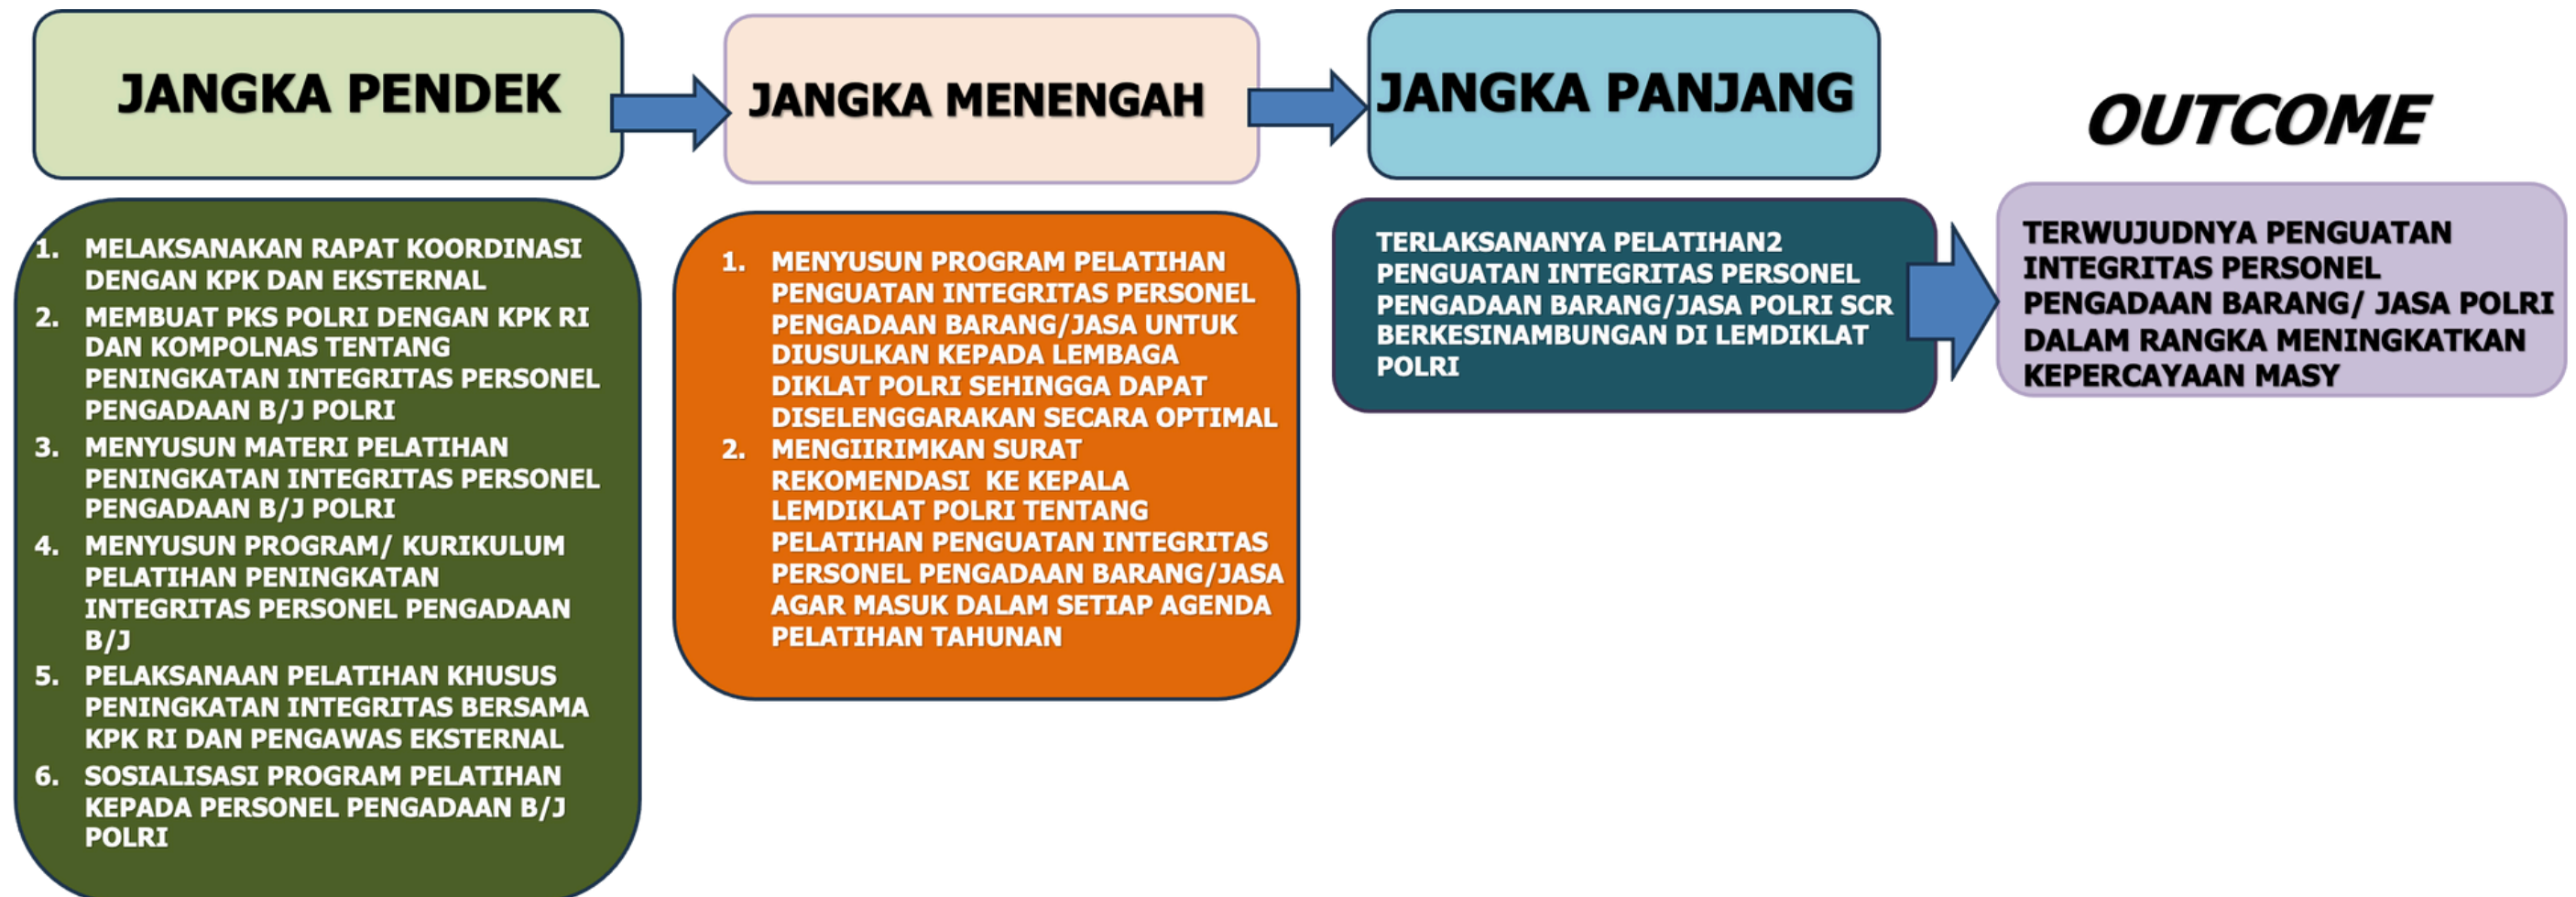 JANGKA PENDEK
1. MELAKSANAKAN RAPAT KOORDINASI
DENGAN KPK DAN EKSTERNAL
2. MEMBUAT PKS POLRI DENGAN KPK RI
DAN KOMPOLNAS TENTANG
PENINGKATAN INTEGRITAS PERSONEL
PENGADAAN B/J POLRI
3. MENYUSUN MATERI PELATIHAN
PENINGKATAN INTEGRITAS PERSONEL
PENGADAAN B/J POLRI
4. MENYUSUN PROGRAM/ KURIKULUM
PELATIHAN PENINGKATAN
INTEGRITAS PERSONEL PENGADAAN
B/J
5. PELAKSANAAN PELATIHAN KHUSUS
PENINGKATAN INTEGRITAS BERSAMA
KPK RI DAN PENGAWAS EKSTERNAL
6. SOSIALISASI PROGRAM PELATIHAN
KEPADA PERSONEL PENGADAAN B/J
POLRI
JANGKA MENENGAH
1. MENYUSUN PROGRAM PELATIHAN
PENGUATAN INTEGRITAS PERSONEL
PENGADAAN BARANG/JASA UNTUK
DIUSULKAN KEPADA LEMBAGA
DIKLAT POLRI SEHINGGA DAPAT
DISELENGGARAKAN SECARA OPTIMAL
2. MENGIIRIMKAN SURAT
REKOMENDASI KE KEPALA
LEMDIKLAT POLRI TENTANG
PELATIHAN PENGUATAN INTEGRITAS
PERSONEL PENGADAAN BARANG/JASA
AGAR MASUK DALAM SETIAP AGENDA
PELATIHAN TAHUNAN
JANGKA PANJANG
TERLAKSANANYA PELATIHAN2
PENGUATAN INTEGRITAS PERSONEL
PENGADAAN BARANG/JASA POLRI SCR
BERKESINAMBUNGAN DI LEMDIKLAT
POLRI
OUTCOME
TERWUJUDNYA PENGUATAN
INTEGRITAS PERSONEL
PENGADAAN BARANG/ JASA POLRI
DALAM RANGKA MENINGKATKAN
KEPERCAYAAN MASY